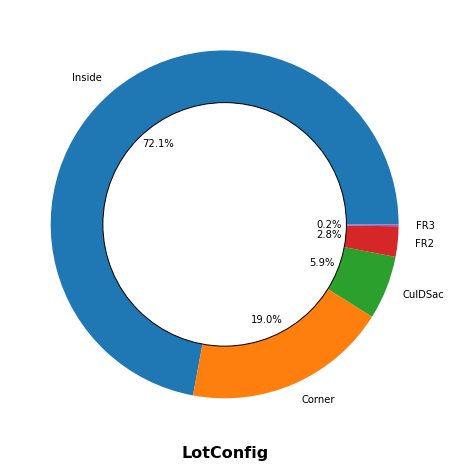 Inside
72.1%
0.2%
FR3
2.8%
FR2
5.9%
CulDSac
19.0%
Corner
LotConfig